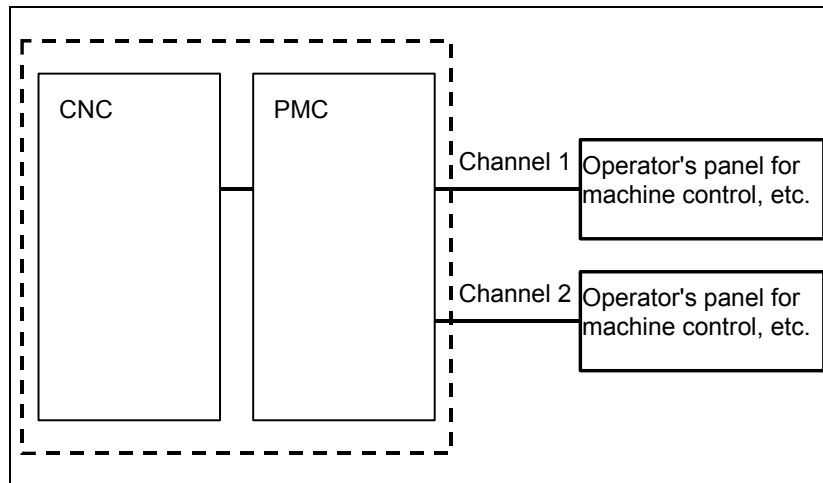 CNC
PMC
Channel 1
Operator's panel for
machine control, etc.
Channel 2
Operator's panel for
machine control, etc.